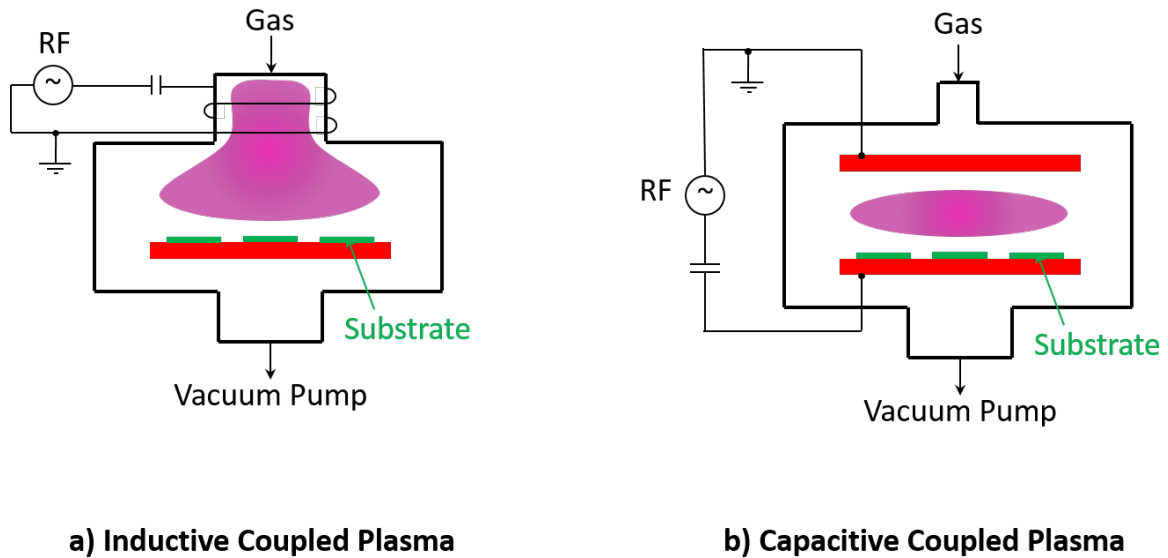 Gas
RF
~
Substrate
Vacuum Pump
a) Inductive Coupled Plasma
Gas
RF
~
Substrate
Vacuum Pump
b) Capacitive Coupled Plasma